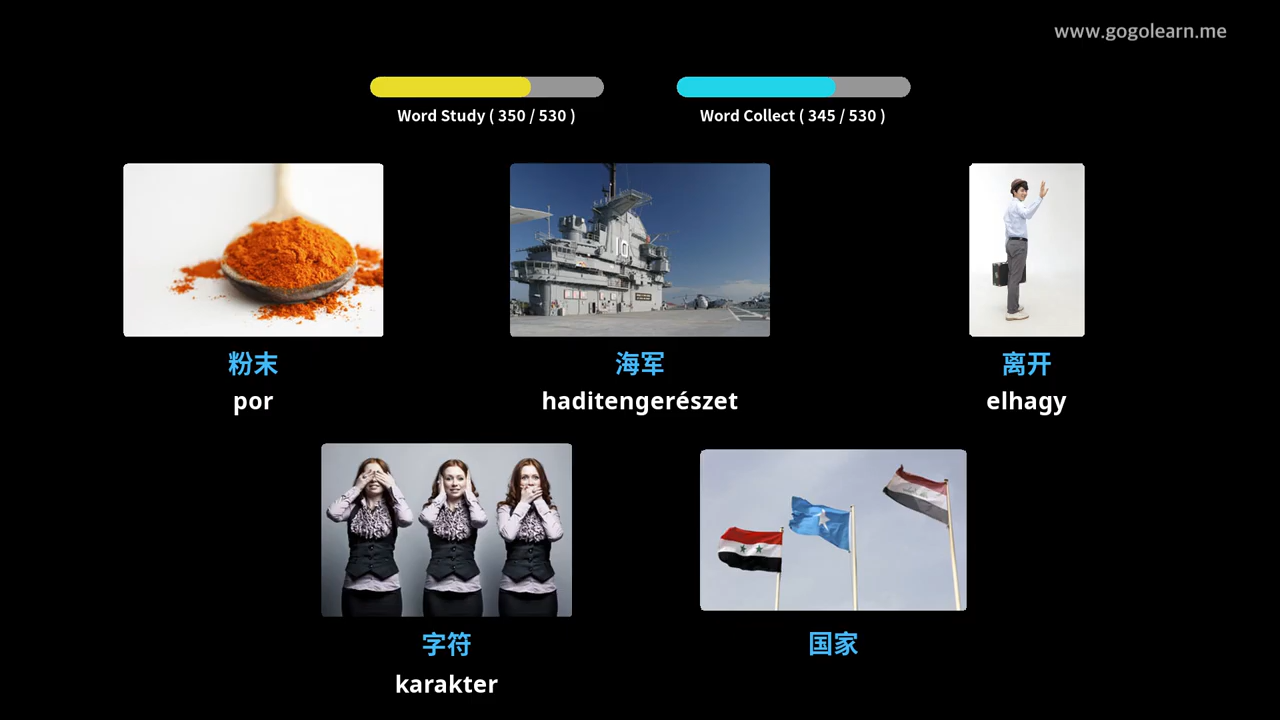 www.gogolearn.me
Word Study ( 350 / 530 )
Word Collect ( 345 / 530 )
10
粉末
海军
离开
por
haditengerészet
elhagy
字符
国家
karakter